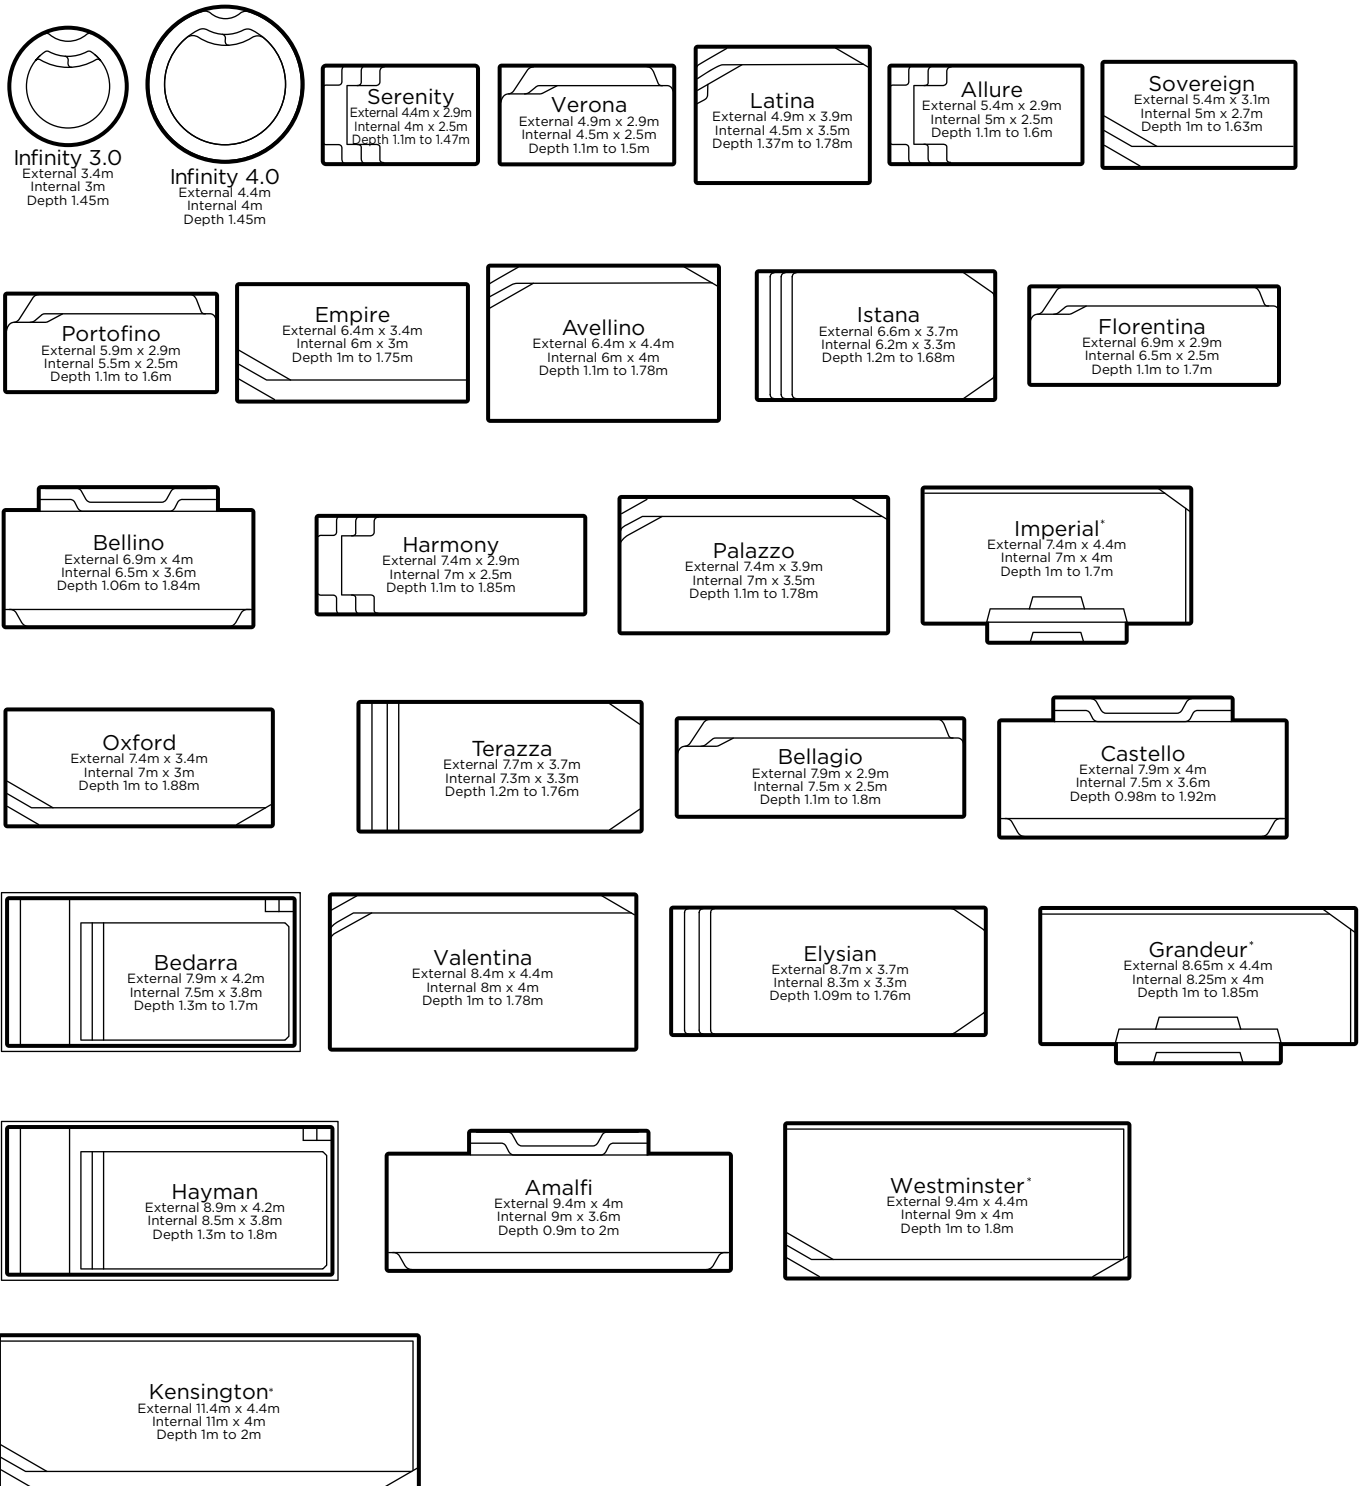 Infinity 3.0
External 3.4m
Internal 3m
Depth 1.45m
Infinity 4.0
External 4.4m
Internal 4m
Depth 1.45m
Serenity
External 4.4m x 2.9m
Internal 4m x 2.5m
Depth 1.1m to 1.47m
Verona
External 4.9m x 2.9m
Internal 4.5m x 2.5m
Depth 1.1m to 1.5m
Latina
External 4.9m x 3.9m
Internal 4.5m x 3.5m
Depth 1.37m to 1.78m
Allure
External 5.4m x 2.9m
Internal 5m x 2.5m
Depth 1.1m to 1.6m
Sovereign
External 5.4m x 3.1m
Internal 5m x 2.7m
Depth 1m to 1.63m
Portofino
External 5.9m x 2.9m
Internal 5.5m x 2.5m
Depth 1.1m to 1.6m
Empire
External 6.4m x 3.4m
Internal 6m x 3m
Depth 1m to 1.75m
Avellino
External 6.4m x 4.4m
Internal 6m x 4m
Depth 1.1m to 1.78m
Istana
External 6.6m x 3.7m
Internal 6.2m x 3.3m
Depth 1.2m to 1.68m
Florentina
External 6.9m x 2.9m
Internal 6.5m x 2.5m
Depth 1.1m to 1.7m
Bellino
External 6.9m x 4m
Internal 6.5m x 3.6m
Depth 1.06m to 1.84m
Harmony
External 7.4m x 2.9m
Internal 7m x 2.5m
Depth 1.1m to 1.85m
Palazzo
External 7.4m x 3.9m
Internal 7m x 3.5m
Depth 1.1m to 1.78m
Imperial*
External 7.4m x 4.4m
Internal 7m x 4m
Depth 1m to 1.7m
Oxford
External 7.4m x 3.4m
Internal 7m x 3m
Depth 1m to 1.88m
Terazza
External 7.7m x 3.7m
Internal 7.3m x 3.3m
Depth 1.2m to 1.76m
Bellagio
External 7.9m x 2.9m
Internal 7.5m x 2.5m
Depth 1.1m to 1.8m
Castello
External 7.9m x 4m
Internal 7.5m x 3.6m
Depth 0.98m to 1.92m
Bedarra
External 7.9m x 4.2m
Internal 7.5m x 3.8m
Depth 1.3m to 1.7m
Valentina
External 8.4m x 4.4m
Internal 8m x 4m
Depth 1m to 1.78m
Elysian
External 8.7m x 3.7m
Internal 8.3m x 3.3m
Depth 1.09m to 1.76m
Grandeur*
External 8.65m x 4.4m
Internal 8.25m x 4m
Depth 1m to 1.85m
Hayman
External 8.9m x 4.2m
Internal 8.5m x 3.8m
Depth 1.3m to 1.8m
Amalfi
External 9.4m x 4m
Internal 9m x 3.6m
Depth 0.9m to 2m
Westminster*
External 9.4m x 4.4m
Internal 9m x 4m
Depth 1m to 1.8m
Kensington*
External 11.4m x 4.4m
Internal 11m x 4m
Depth 1m to 2m